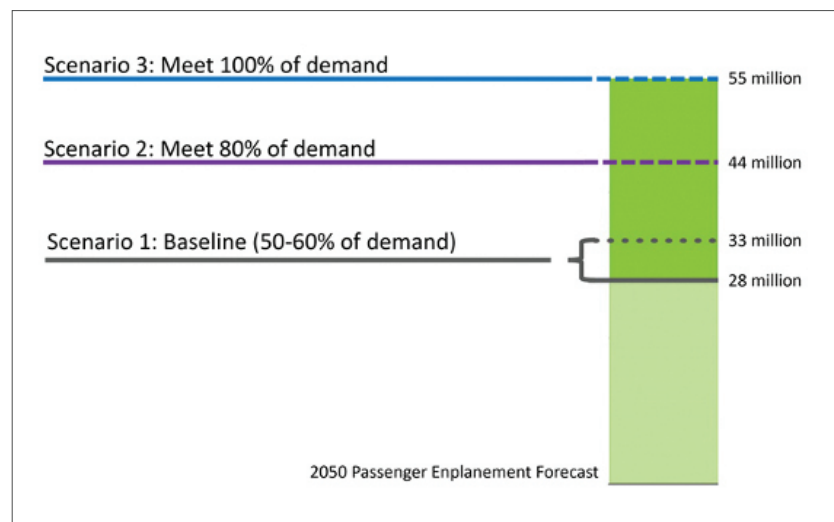 Scenario 3: Meet 100% of demand
55 million
Scenario 2: Meet 80% of demand
44 million
Scenario 1: Baseline (50-60% of demand)
33 million
28 million
2050 Passenger Enplanement Forecast